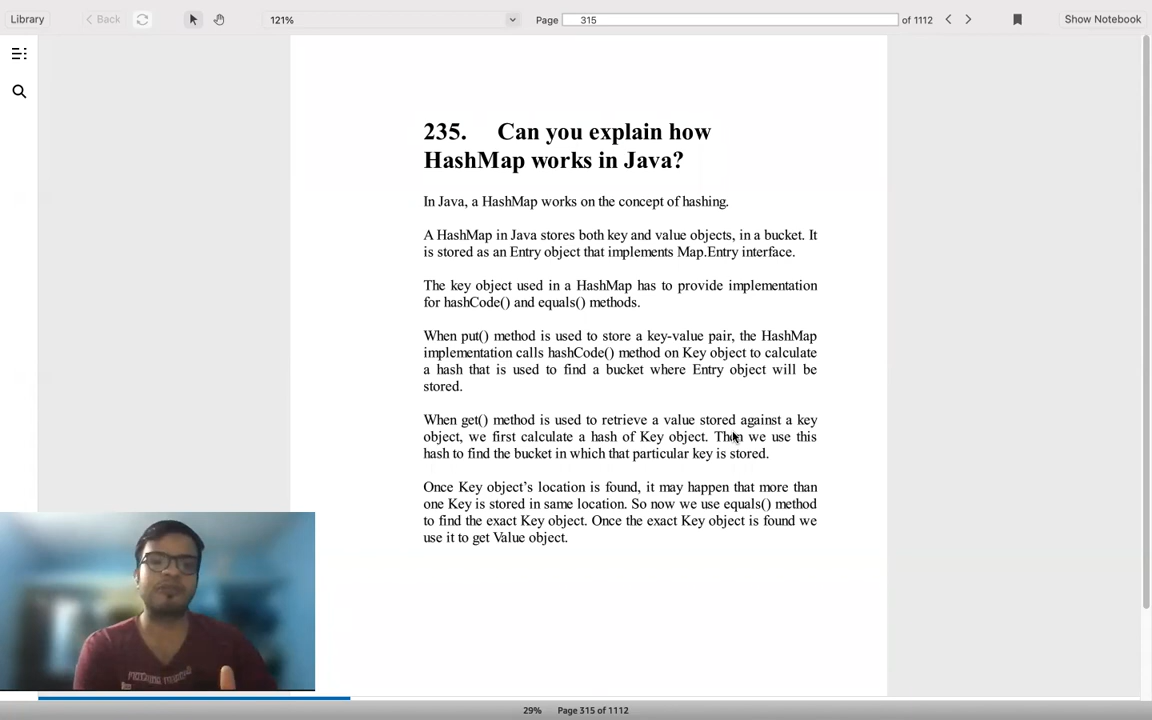 Library
Back
121%
Page 315 of 1112
Show Notebook
235. Can you explain how
HashMap works in Java?
In Java, a HashMap works on the concept of hashing.
A HashMap in Java stores both key and value objects, in a bucket. It
is stored as an Entry object that implements Map.Entry interface.
The key object used in a HashMap has to provide implementation
for hashCode() and equals() methods.
When put() method is used to store a key-value pair, the HashMap
implementation calls hashCode() method on Key object to calculate
a hash that is used to find a bucket where Entry object will be
stored.
When get() method is used to retrieve a value stored against a key
object, we first calculate a hash of Key object. Then we use this
hash to find the bucket in which that particular key is stored.
Once Key object’s location is found, it may happen that more than
one Key is stored in same location. So now we use equals() method
to find the exact Key object. Once the exact Key object is found we
use it to get Value object.
29% Page 315 of 1112